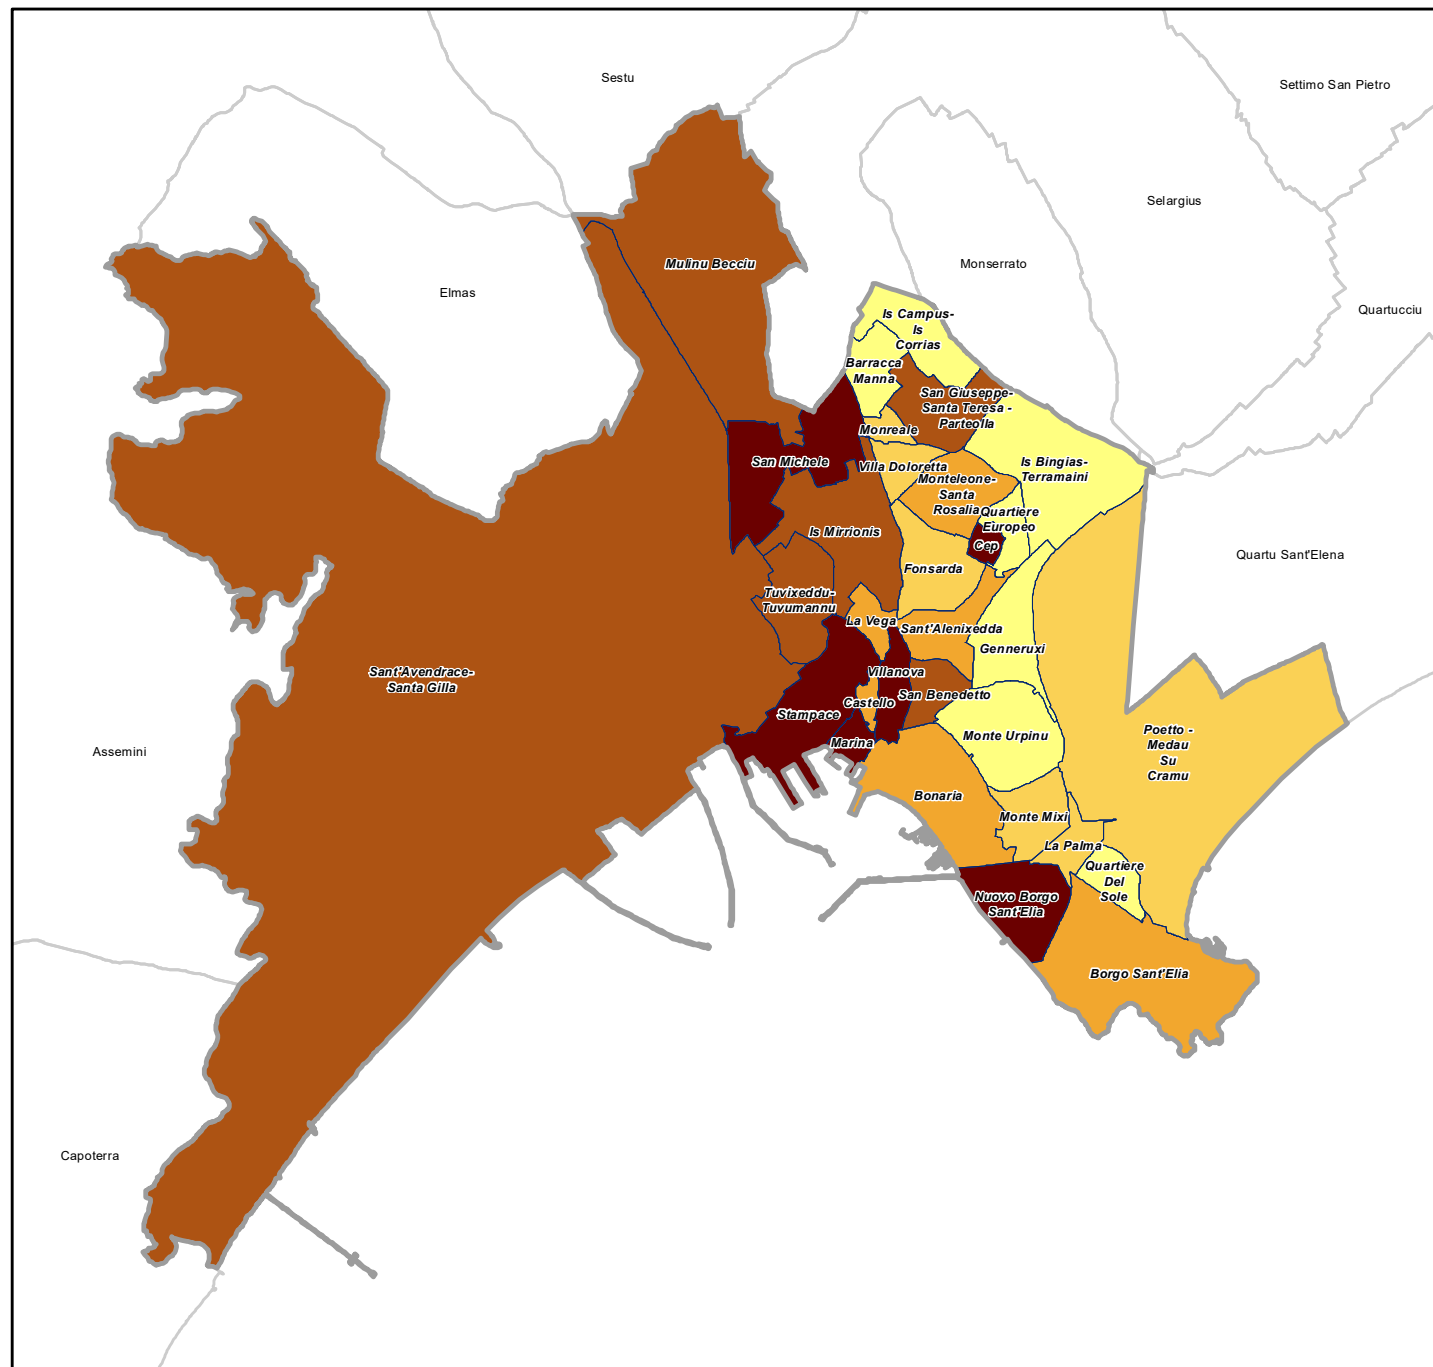 Sestu
Settimo San Pietro
Selargius
Mulinu Becciu
Monserrato
Elmas
Quartucciu
Is Campus-
Is
Corrias
Barracca
Manna
San Giuseppe-
Santa Teresa -
Parteolla
Monreale
San Michele
Villa Doloretta
Is Bingias-
Terramaini
Monteleone-
Santa
Rosalia
Quartiere
Europeo
Is Mirrionis
Cep
Quartu Sant'Elena
Fonsarda
Tuvixeddu-
Tuvumannu
La Vega
Sant'Alenixedda
Genneruxi
Sant'Avendrace-
Santa Gilla
Villanova
San Benedetto
Castello
Stampace
Marina
Monte Urpinu
Poetto -
Medau
Su
Cramu
Assemini
Bonaria
Monte Mixi
La Palma
Quartiere
Del
Sole
Nuovo Borgo
Sant'Elia
Borgo Sant'Elia
Capoterra